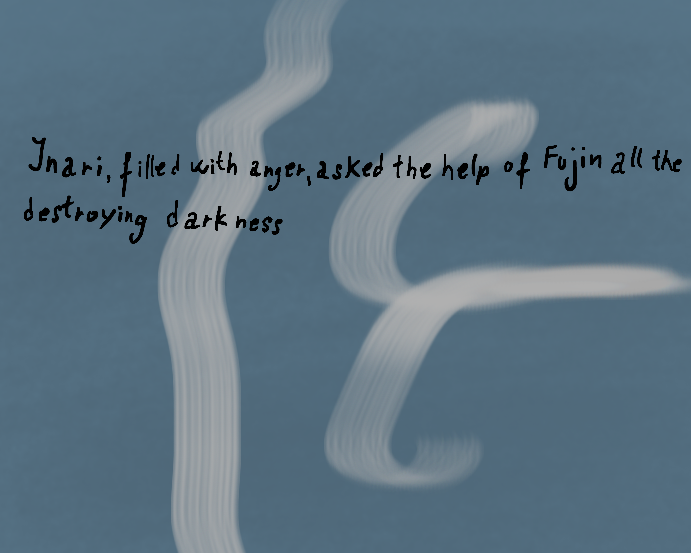 Inari, filled with anger, asked the help of Fujin all the
destroying darkness